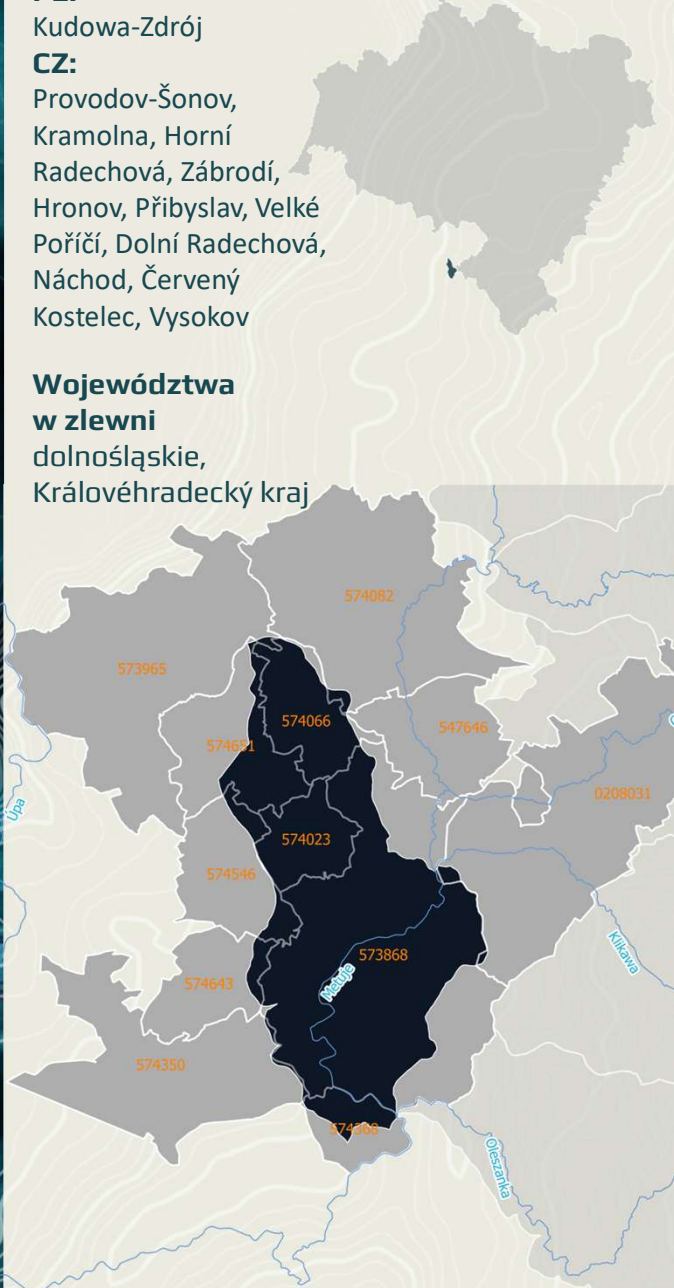 Kudowa-Zdrój
CZ:
Provodov-Šonov,
Kramolna, Horní
Radechová, Zábrodí,
Hronov, Přibyslav, Velké
Poříčí, Dolní Radechová,
Náchod, Červený
Kostelec, Vysokov
Województwa
w zlewni
dolnośląskie,
Královéhradecký kraj
574082
573965
574066
547646
574651
0208031
Úpa
574023
574546
573868
Klikawa
Metuje
574643
574350
574368
Oleszanka